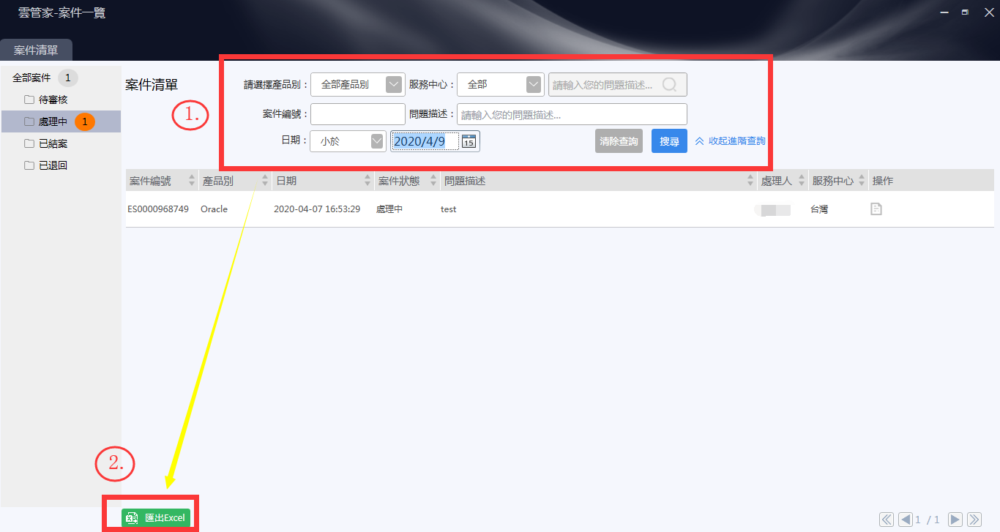 雲管家-案件一覽
案件清單
全部案件 1
待審核
處理中 1
已結案
已退回
案件清單
1.
請選擇產品別： 全部產品別 服務中心： 全部 請輸入您的問題描述...
案件編號： 問題描述： 請輸入您的問題描述...
日期： 小於 2020/4/9 15 清除查詢 搜尋 收起進階查詢
案件編號 產品別 日期 案件狀態 問題描述 處理人 服務中心 操作
ES0000968749 Oracle 2020-04-07 16:53:29 處理中 test 台灣
2.
匯出Excel
1 / 1